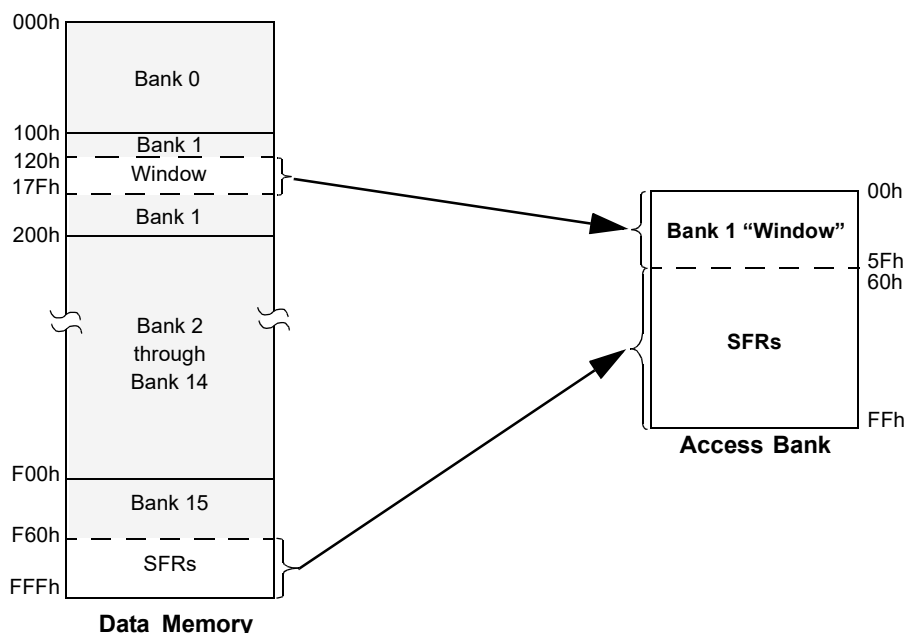 000h
Bank 0
100h
Bank 1
120h
Window
17Fh
Bank 1
200h
Bank 2
through
Bank 14
F00h
Bank 15
F60h
SFRs
FFFh
Data Memory
00h
Bank 1 “Window”
5Fh
60h
SFRs
FFh
Access Bank